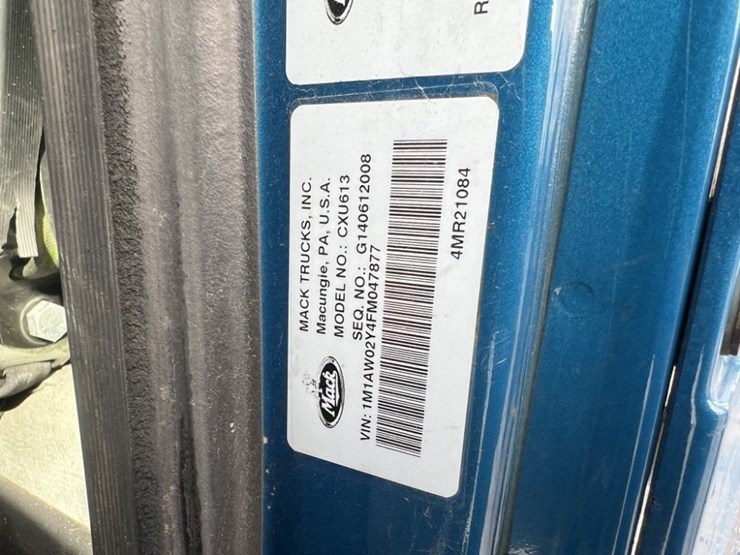 R
MACK TRUCKS, INC.
Macungie, PA, U.S.A.
MODEL NO.: CXU613
SEQ. NO.: G140612008
Mack
VIN: 1M1AW02Y4FM047877
4MR21084